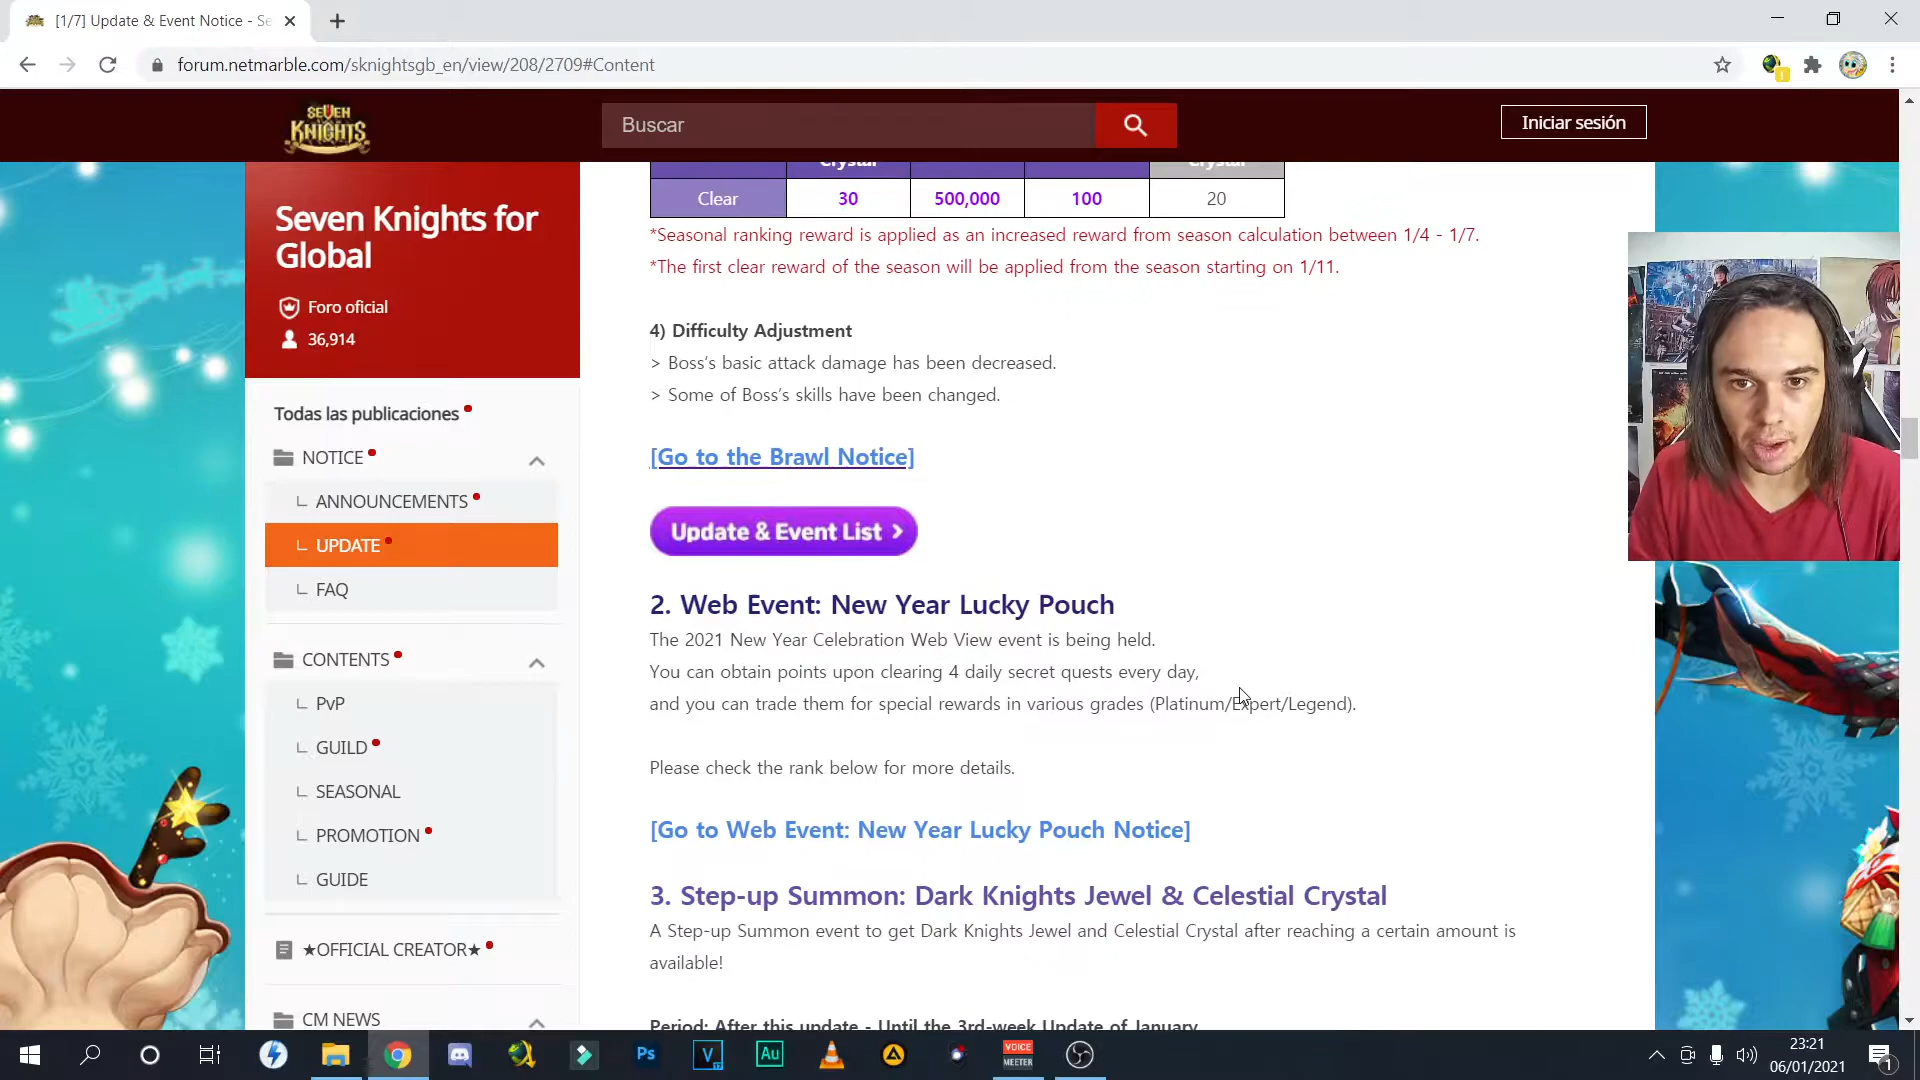 [1/7] Update & Event Notice - Se
forum.netmarble.com/sknightsgb_en/view/208/2709#Content
SEVEN KNIGHTS
Buscar
Iniciar sesión
Seven Knights for
Global
Foro oficial
36,914
Todas las publicaciones
NOTICE
ANNOUNCEMENTS
UPDATE
FAQ
CONTENTS
PvP
GUILD
SEASONAL
PROMOTION
GUIDE
★OFFICIAL CREATOR★
CM NEWS
Crystal Crystal
Clear 30 500,000 100 20
*Seasonal ranking reward is applied as an increased reward from season calculation between 1/4 - 1/7.
*The first clear reward of the season will be applied from the season starting on 1/11.
4) Difficulty Adjustment
> Boss's basic attack damage has been decreased.
> Some of Boss's skills have been changed.
[Go to the Brawl Notice]
Update & Event List >
2. Web Event: New Year Lucky Pouch
The 2021 New Year Celebration Web View event is being held.
You can obtain points upon clearing 4 daily secret quests every day,
and you can trade them for special rewards in various grades (Platinum/Expert/Legend).
Please check the rank below for more details.
[Go to Web Event: New Year Lucky Pouch Notice]
3. Step-up Summon: Dark Knights Jewel & Celestial Crystal
A Step-up Summon event to get Dark Knights Jewel and Celestial Crystal after reaching a certain amount is
available!
Period: After this update - Until the 3rd-week Update of January
Ps
V
17
Au
VOICE
MEETER
23:21
06/01/2021
1